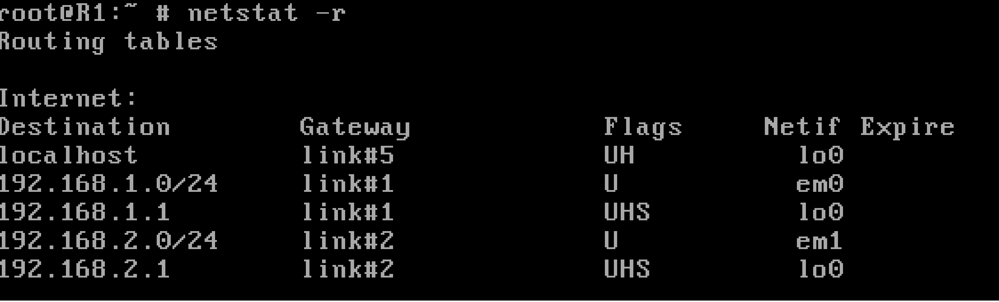 root@R1:~ # netstat -r
Routing tables

Internet:
Destination        Gateway            Flags     Netif Expire
localhost          link#5             UH          lo0
192.168.1.0/24     link#1             U           em0
192.168.1.1        link#1             UHS         lo0
192.168.2.0/24     link#2             U           em1
192.168.2.1        link#2             UHS         lo0